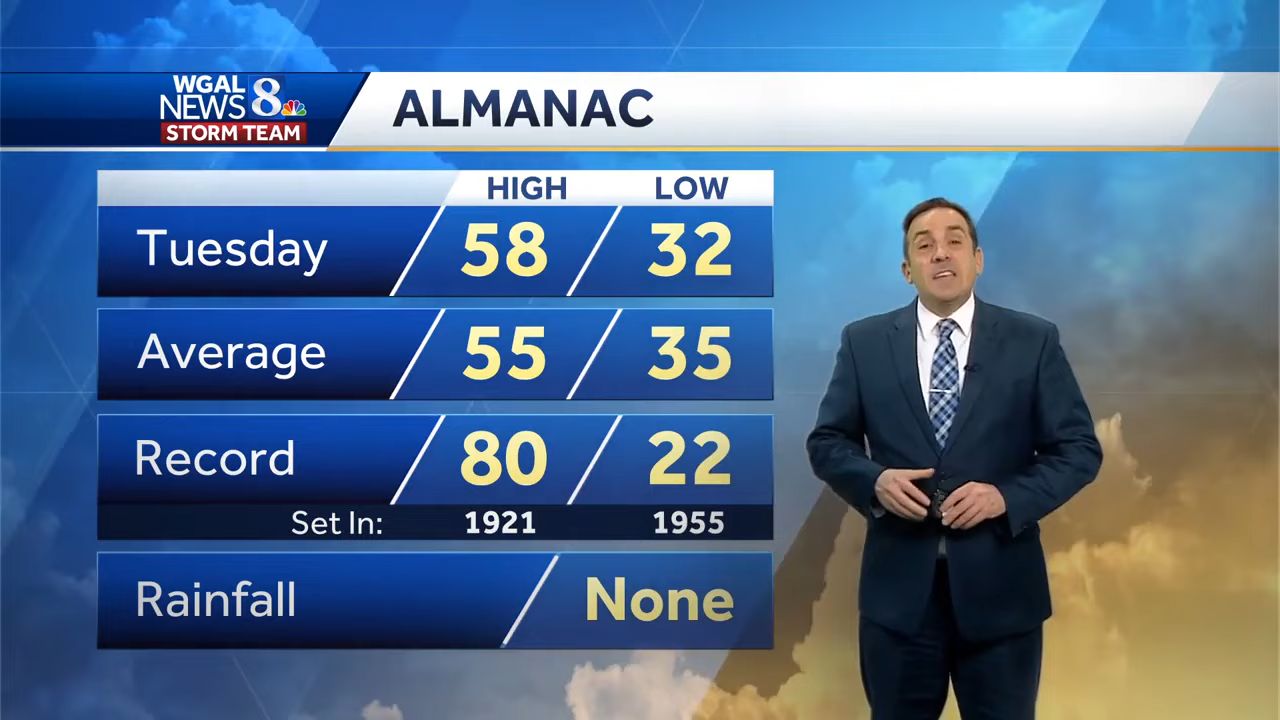 WGAL
NEWS 8
STORM TEAM
ALMANAC
HIGH LOW
Tuesday 58 32
Average 55 35
Record 80 22
Set In: 1921 1955
Rainfall None